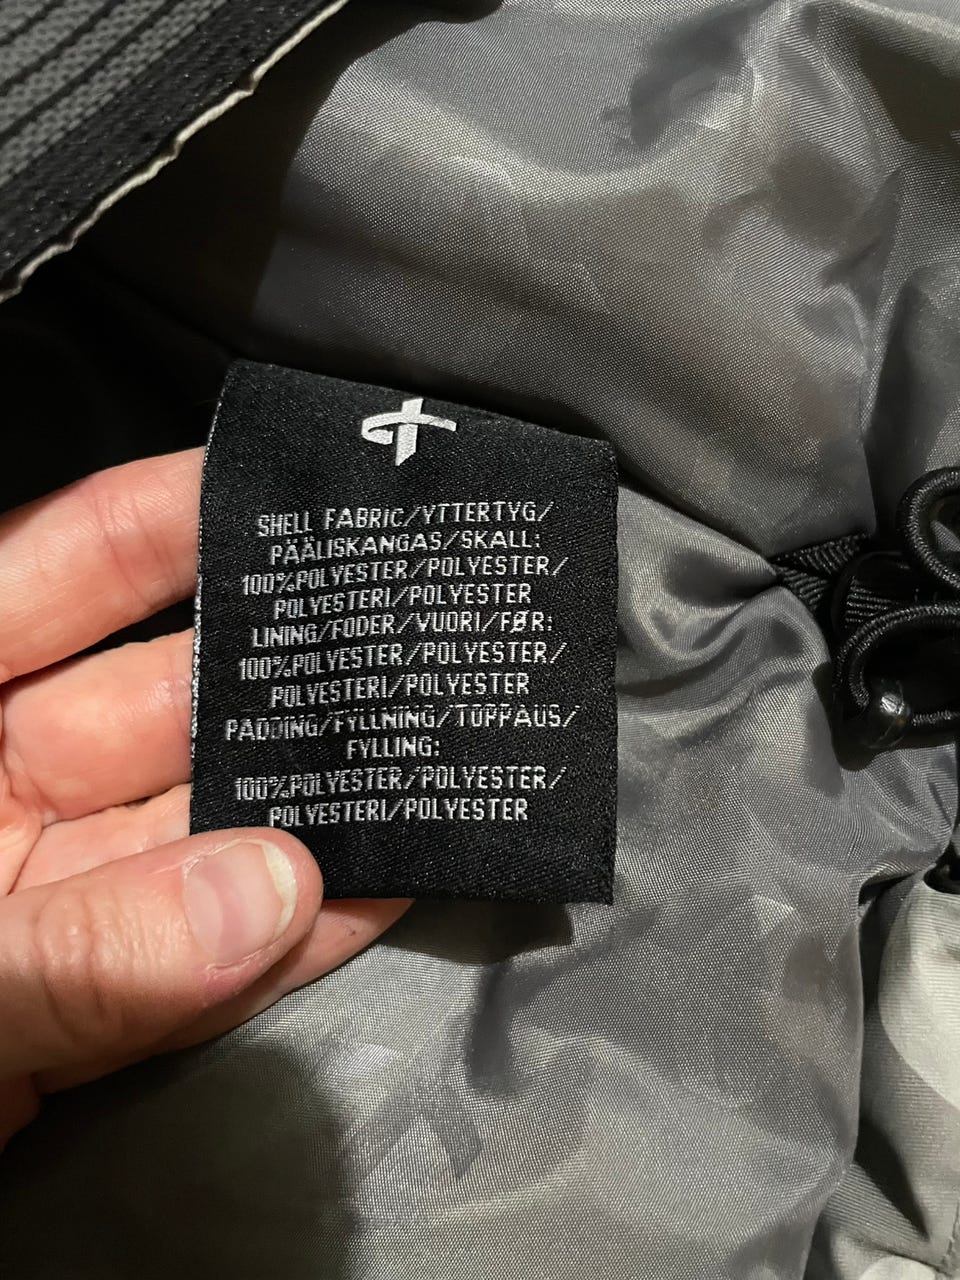 SHELL FABRIC/YTTERTYG/
PÄÄLISKANGAS/SKALL:
100%POLYESTER/POLYESTER/
POLYESTERI/POLYESTER
LINING/FODER/VUORI/FØR:
100%POLYESTER/POLYESTER/
POLYESTERI/POLYESTER
PADDING/FYLLNING/TOPPAUS/
FYLLING:
100%POLYESTER/POLYESTER/
POLYESTERI/POLYESTER